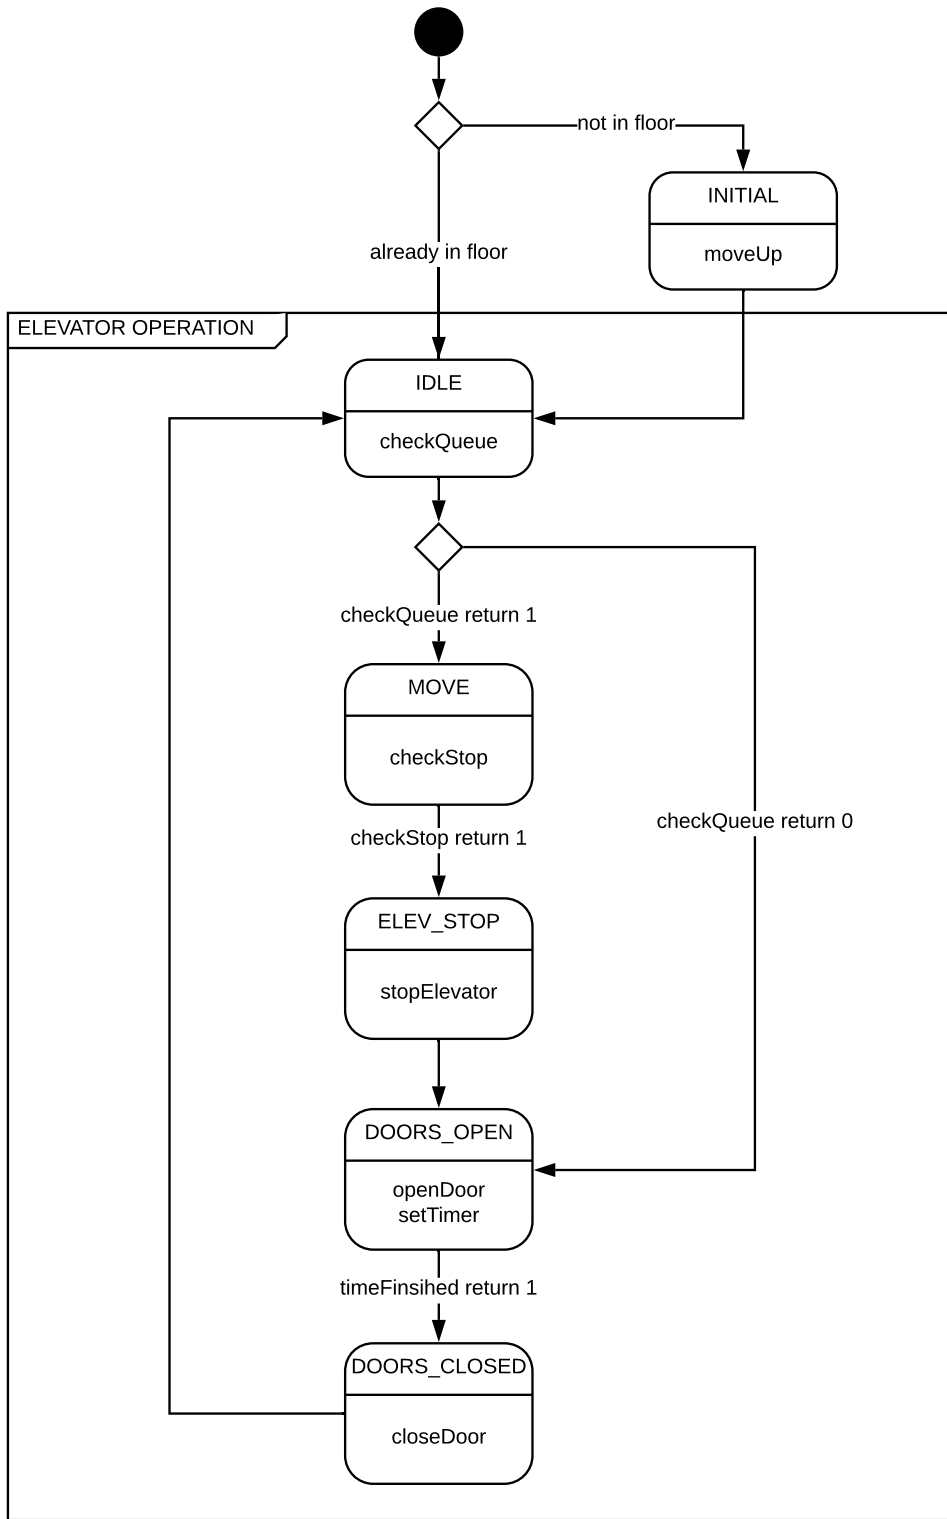 not in floor
INITIAL
moveUp
already in floor
ELEVATOR OPERATION
IDLE
checkQueue
checkQueue return 1
MOVE
checkStop
checkStop return 1
checkQueue return 0
ELEV_STOP
stopElevator
DOORS_OPEN
openDoor
setTimer
timeFinsihed return 1
DOORS_CLOSED
closeDoor